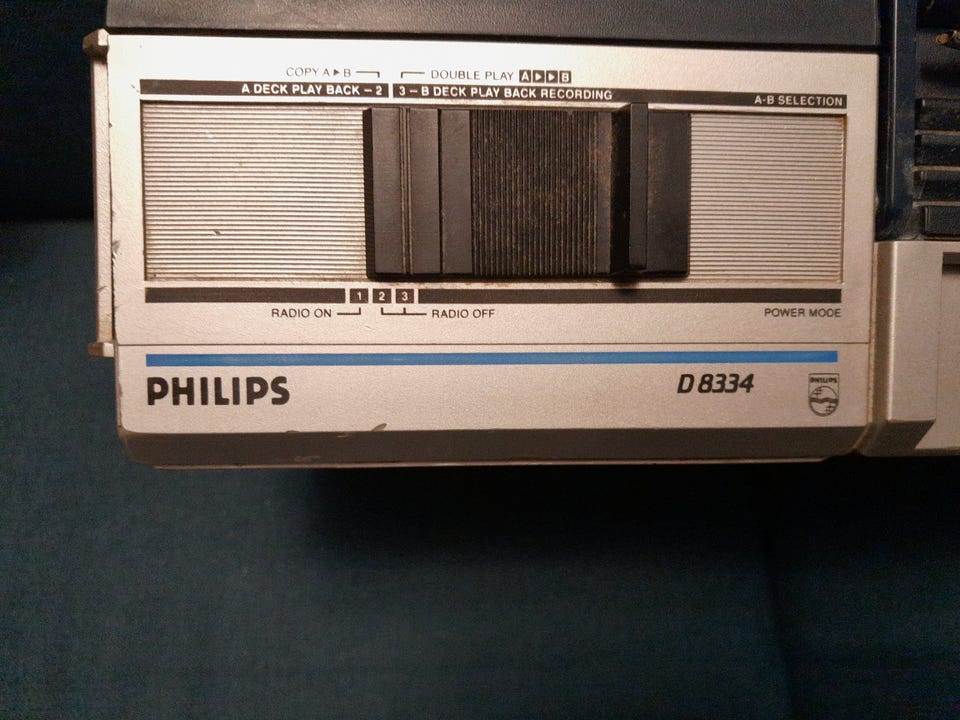 COPY A ▶ B
DOUBLE PLAY A ▶ ▶ B
A DECK PLAY BACK – 2
3 – B DECK PLAY BACK RECORDING
A-B SELECTION
1 2 3
RADIO ON
RADIO OFF
POWER MODE
PHILIPS
D 8334
PHILIPS